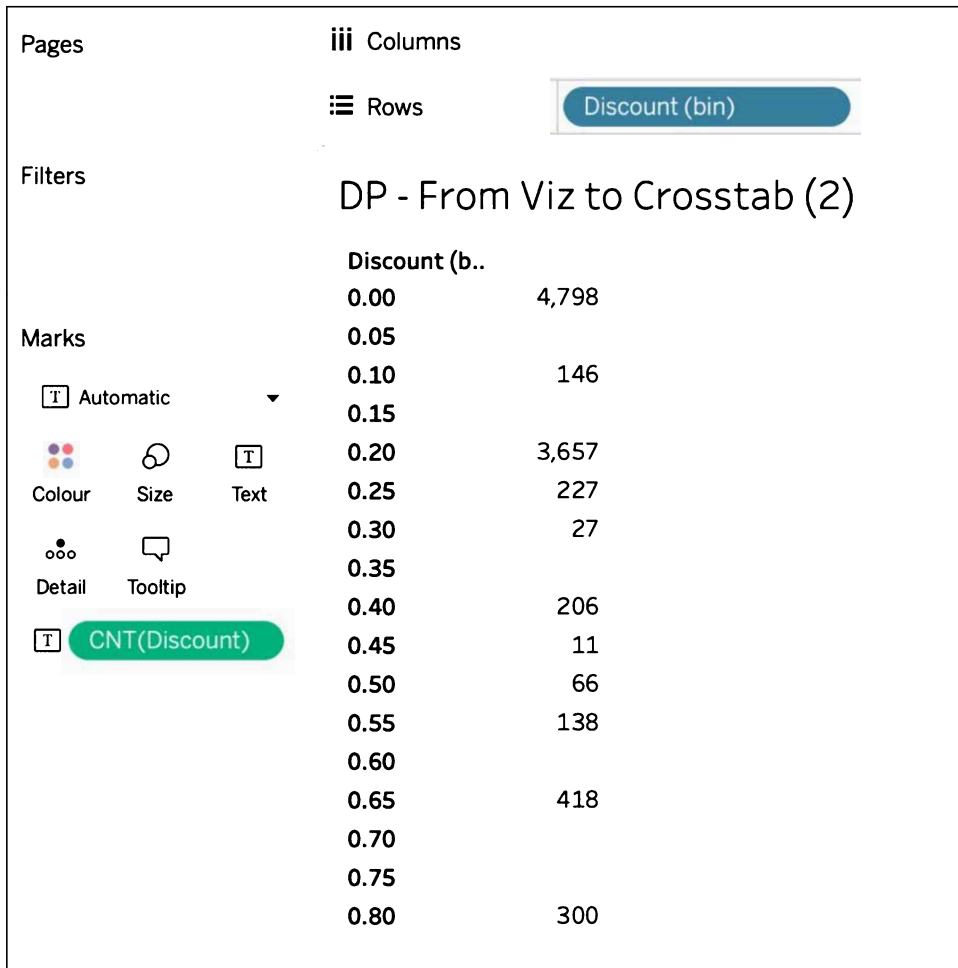 Pages
Columns
Rows
Discount (bin)
Filters
DP - From Viz to Crosstab (2)
Discount (b..
0.00 4,798
0.05
0.10 146
0.15
0.20 3,657
0.25 227
0.30 27
0.35
0.40 206
0.45 11
0.50 66
0.55 138
0.60
0.65 418
0.70
0.75
0.80 300
Marks
T Automatic
T
Colour Size Text
Detail Tooltip
T CNT(Discount)